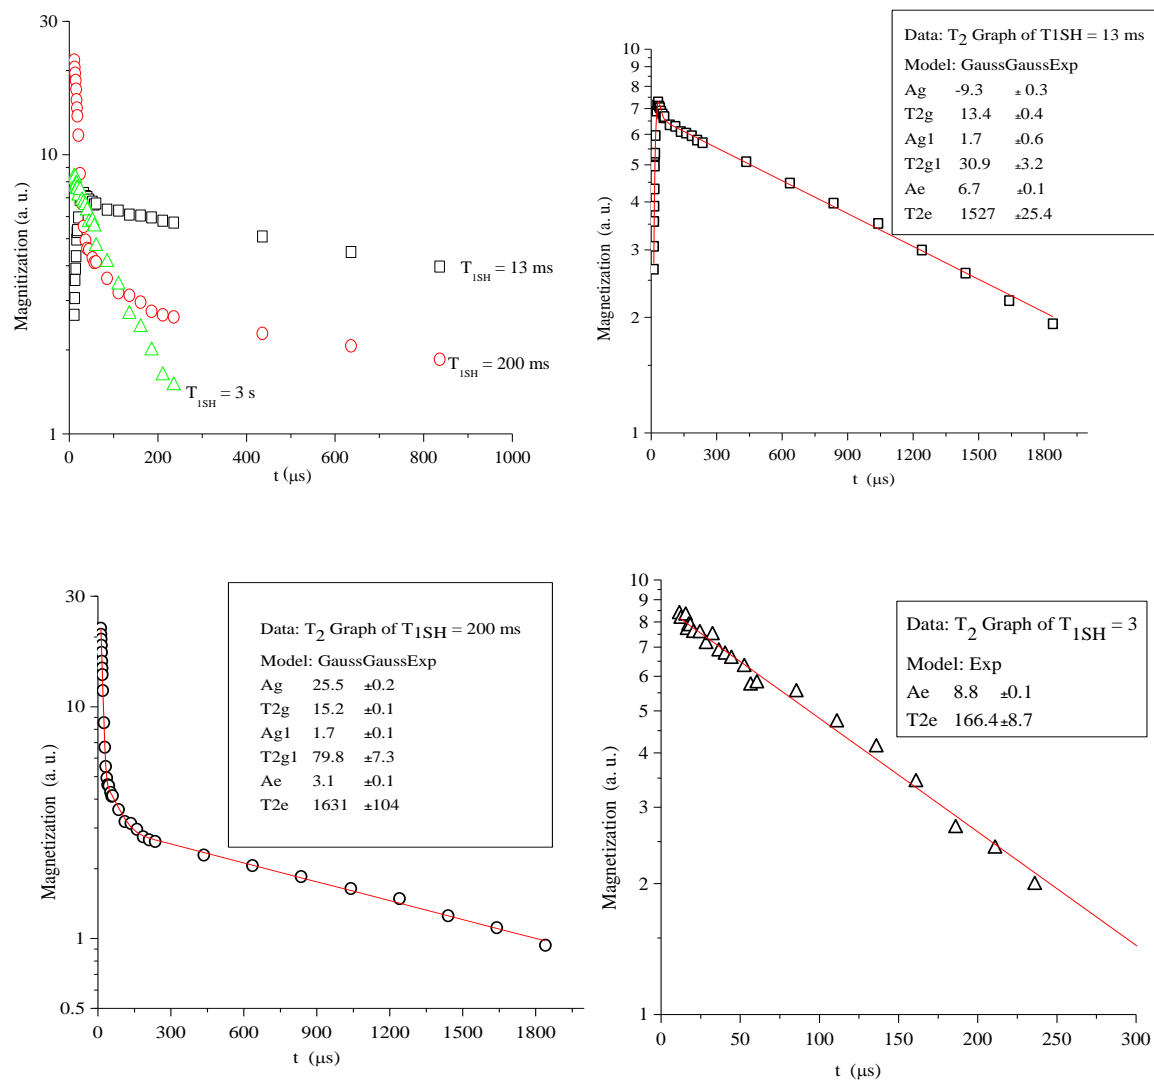 30
10
1
Magnitization (a. u.)
T1SH = 13 ms
T1SH = 200 ms
T1SH = 3 s
0 200 400 600 800 1000
t (μs)
Data: T2 Graph of T1SH = 13 ms
Model: GaussGaussExp
Ag -9.3 ± 0.3
T2g 13.4 ±0.4
Ag1 1.7 ±0.6
T2g1 30.9 ±3.2
Ae 6.7 ±0.1
T2e 1527 ±25.4
10
9
8
7
6
5
4
3
2
1
Magnetization (a. u.)
0 300 600 900 1200 1500 1800
t (μs)
Data: T2 Graph of T1SH = 200 ms
Model: GaussGaussExp
Ag 25.5 ±0.2
T2g 15.2 ±0.1
Ag1 1.7 ±0.1
T2g1 79.8 ±7.3
Ae 3.1 ±0.1
T2e 1631 ±104
30
10
1
0.5
Magnetization (a. u.)
0 300 600 900 1200 1500 1800
t (μs)
Data: T2 Graph of T1SH = 3
Model: Exp
Ae 8.8 ±0.1
T2e 166.4±8.7
10
9
8
7
6
5
4
3
2
1
Magnetization (a. u.)
0 50 100 150 200 250 300
t (μs)